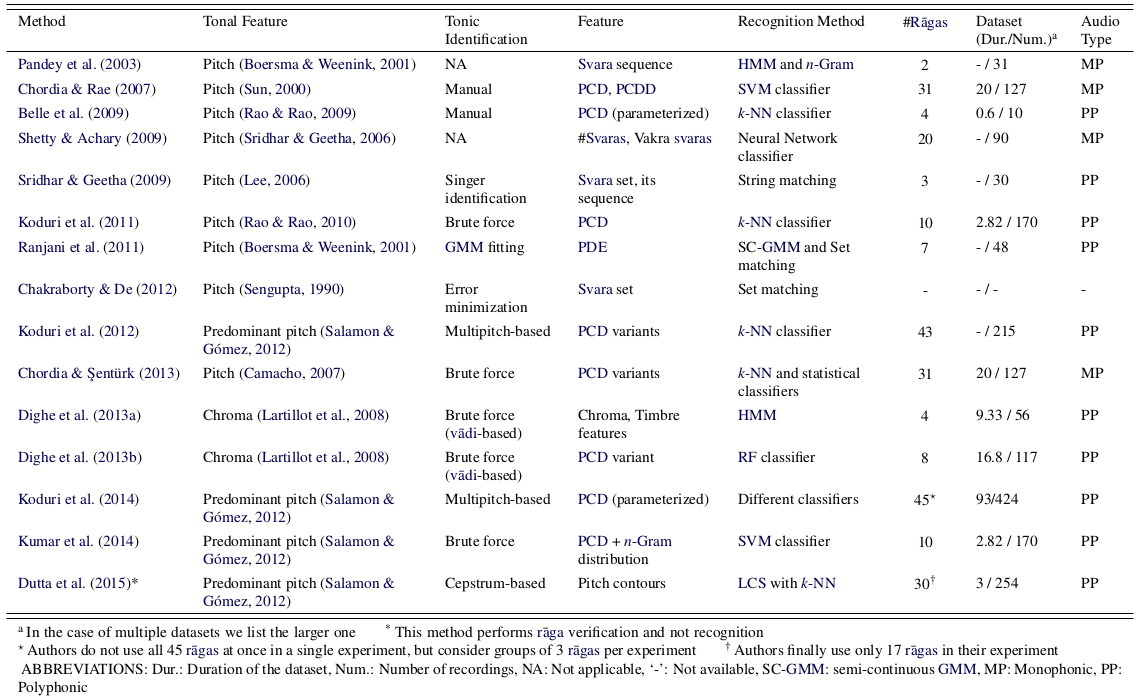 Method Tonal Feature Tonic Identification Feature Recognition Method #Rāgas Dataset (Dur./Num.)ᵃ Audio Type
Pandey et al. (2003) Pitch (Boersma & Weenink, 2001) NA Svara sequence HMM and n-Gram 2 - / 31 MP
Chordia & Rae (2007) Pitch (Sun, 2000) Manual PCD, PCDD SVM classifier 31 20 / 127 MP
Belle et al. (2009) Pitch (Rao & Rao, 2009) Manual PCD (parameterized) k-NN classifier 4 0.6 / 10 PP
Shetty & Achary (2009) Pitch (Sridhar & Geetha, 2006) NA #Svaras, Vakra svaras Neural Network classifier 20 - / 90 MP
Sridhar & Geetha (2009) Pitch (Lee, 2006) Singer identification Svara set, its sequence String matching 3 - / 30 PP
Koduri et al. (2011) Pitch (Rao & Rao, 2010) Brute force PCD k-NN classifier 10 2.82 / 170 PP
Ranjani et al. (2011) Pitch (Boersma & Weenink, 2001) GMM fitting PDE SC-GMM and Set matching 7 - / 48 PP
Chakraborty & De (2012) Pitch (Sengupta, 1990) Error minimization Svara set Set matching - - / - -
Koduri et al. (2012) Predominant pitch (Salamon & Gómez, 2012) Multipitch-based PCD variants k-NN classifier 43 - / 215 PP
Chordia & Şentürk (2013) Pitch (Camacho, 2007) Brute force PCD variants k-NN and statistical classifiers 31 20 / 127 MP
Dighe et al. (2013a) Chroma (Lartillot et al., 2008) Brute force (vādi-based) Chroma, Timbre features HMM 4 9.33 / 56 PP
Dighe et al. (2013b) Chroma (Lartillot et al., 2008) Brute force (vādi-based) PCD variant RF classifier 8 16.8 / 117 PP
Koduri et al. (2014) Predominant pitch (Salamon & Gómez, 2012) Multipitch-based PCD (parameterized) Different classifiers 45⋆ 93/424 PP
Kumar et al. (2014) Predominant pitch (Salamon & Gómez, 2012) Brute force PCD + n-Gram distribution SVM classifier 10 2.82 / 170 PP
Dutta et al. (2015)* Predominant pitch (Salamon & Gómez, 2012) Cepstrum-based Pitch contours LCS with k-NN 30† 3 / 254 PP
ᵃ In the case of multiple datasets we list the larger one * This method performs rāga verification and not recognition
⋆ Authors do not use all 45 rāgas at once in a single experiment, but consider groups of 3 rāgas per experiment † Authors finally use only 17 rāgas in their experiment
ABBREVIATIONS: Dur.: Duration of the dataset, Num.: Number of recordings, NA: Not applicable, ‘-’: Not available, SC-GMM: semi-continuous GMM, MP: Monophonic, PP:
Polyphonic